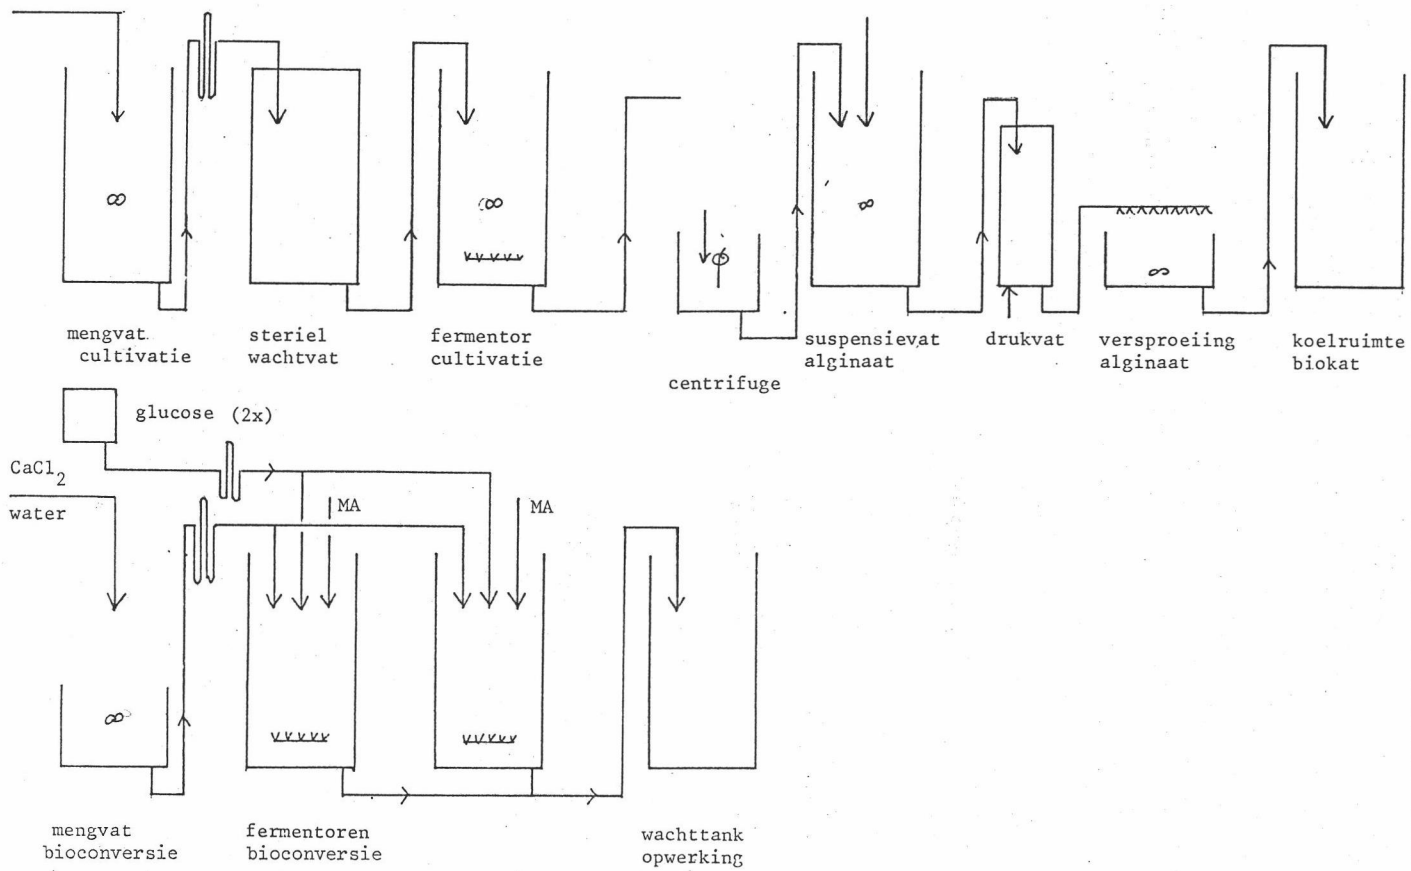 mengvat
cultivatie
steriel
wachtvat
fermentor
cultivatie
centrifuge
suspensievat
alginaat
drukvat
versproeiing
alginaat
koelruimte
biokat
glucose (2x)
CaCl₂
water
MA
MA
mengvat
bioconversie
fermentoren
bioconversie
wachttank
opwerking